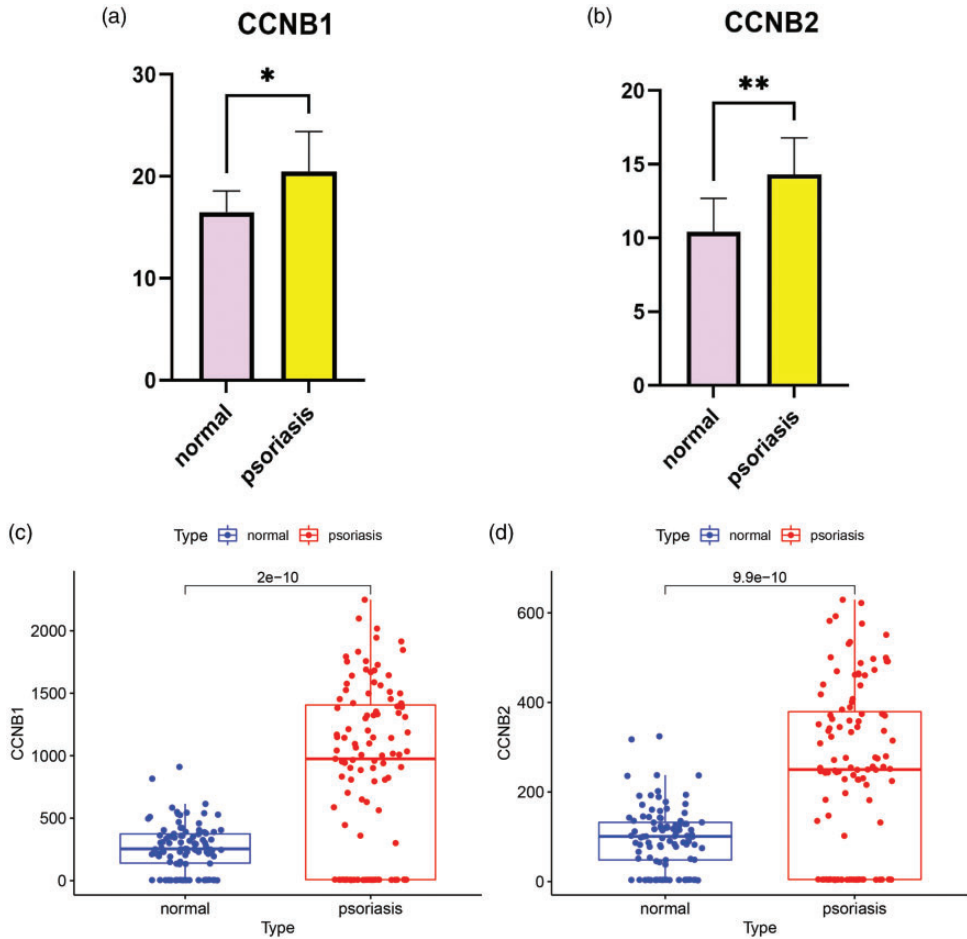 (a)
CCNB1
30
20
10
0
*
normal
psoriasis
(b)
CCNB2
20
15
10
5
0
**
normal
psoriasis
(c)
Type normal psoriasis
2e−10
2000
1500
1000
500
0
CCNB1
normal
psoriasis
Type
(d)
Type normal psoriasis
9.9e−10
600
400
200
0
CCNB2
normal
psoriasis
Type